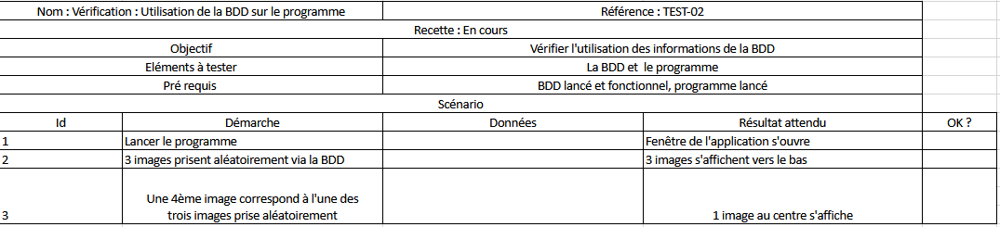 Nom : Vérification : Utilisation de la BDD sur le programme Référence : TEST-02
Recette : En cours
Objectif Vérifier l'utilisation des informations de la BDD
Eléments à tester La BDD et le programme
Pré requis BDD lancé et fonctionnel, programme lancé
Scénario
Id Démarche Données Résultat attendu OK ?
1 Lancer le programme Fenêtre de l'application s'ouvre
2 3 images prisent aléatoirement via la BDD 3 images s'affichent vers le bas
Une 4ème image correspond à l'une des
3 trois images prise aléatoirement 1 image au centre s'affiche